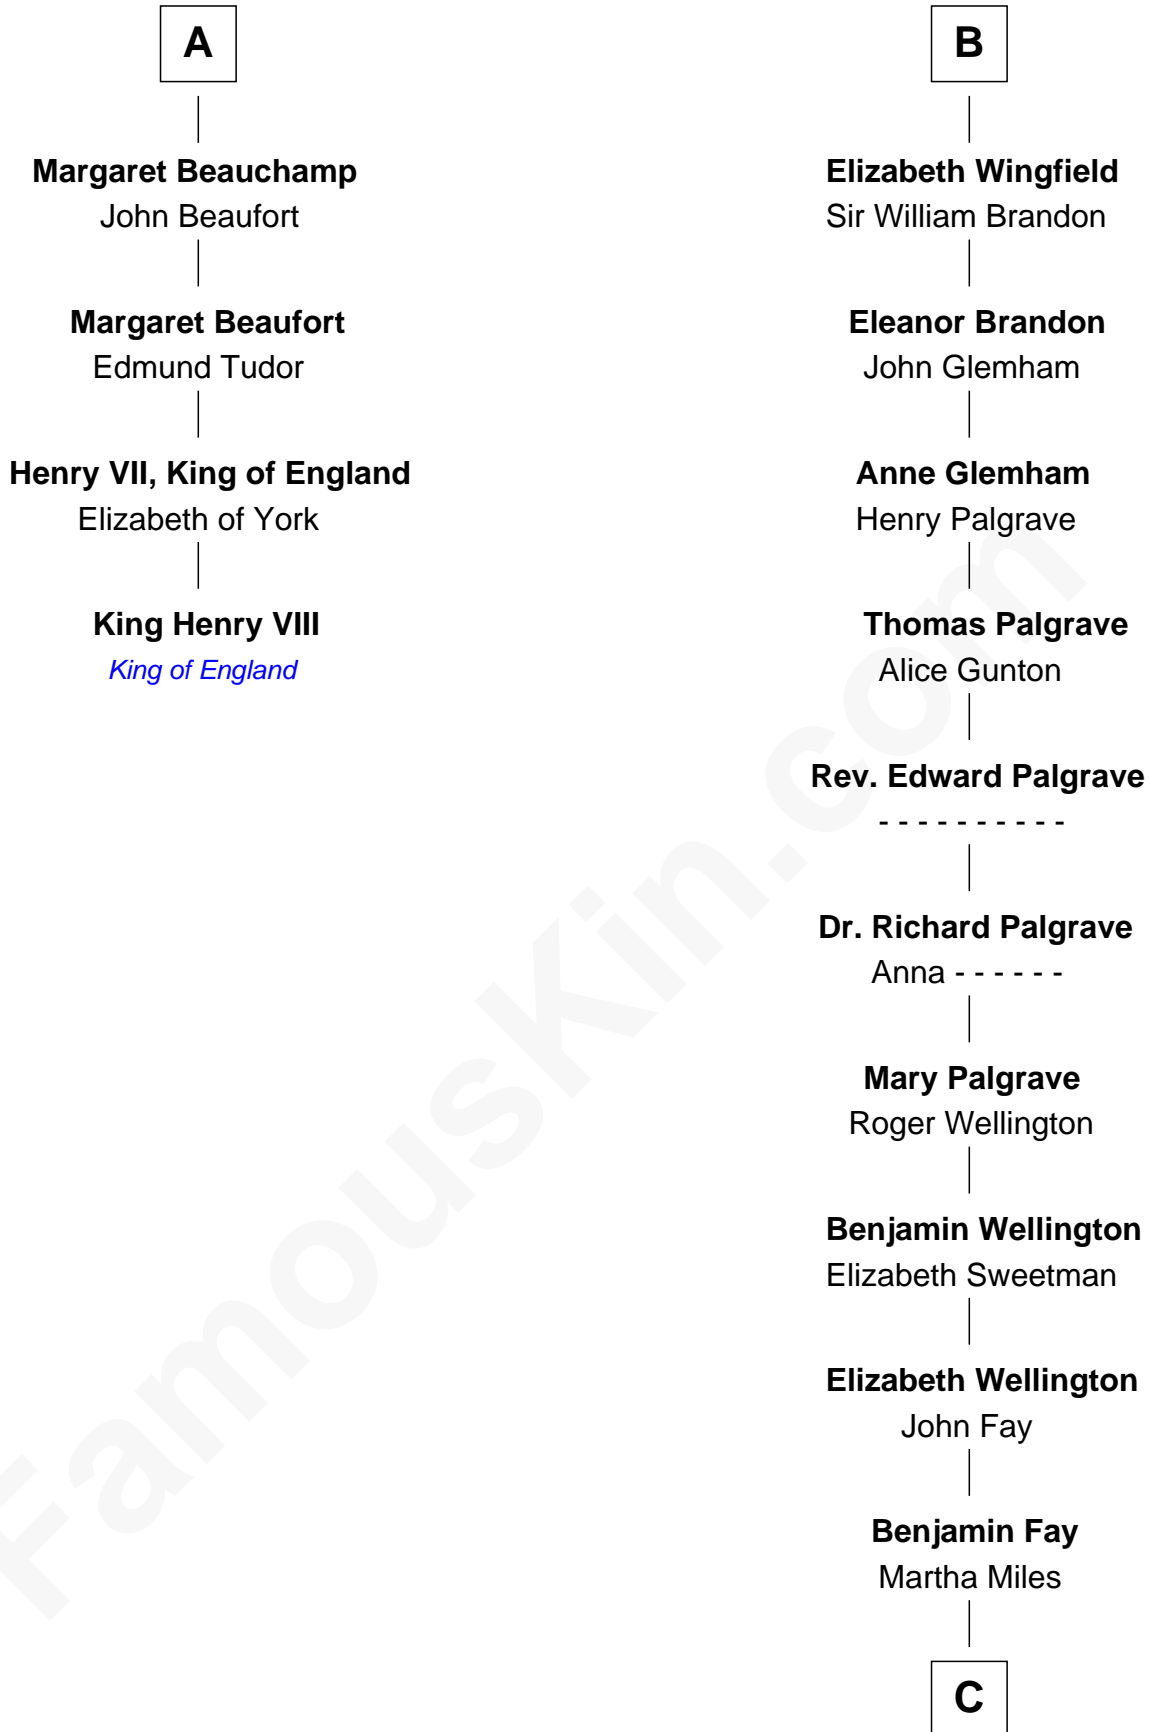 A
Margaret Beauchamp
John Beaufort
Margaret Beaufort
Edmund Tudor
Henry VII, King of England
Elizabeth of York
King Henry VIII
King of England
B
Elizabeth Wingfield
Sir William Brandon
Eleanor Brandon
John Glemham
Anne Glemham
Henry Palgrave
Thomas Palgrave
Alice Gunton
Rev. Edward Palgrave
- - - - - - - - - -
Dr. Richard Palgrave
Anna - - - - - -
Mary Palgrave
Roger Wellington
Benjamin Wellington
Elizabeth Sweetman
Elizabeth Wellington
John Fay
Benjamin Fay
Martha Miles
C
FamousKin.com